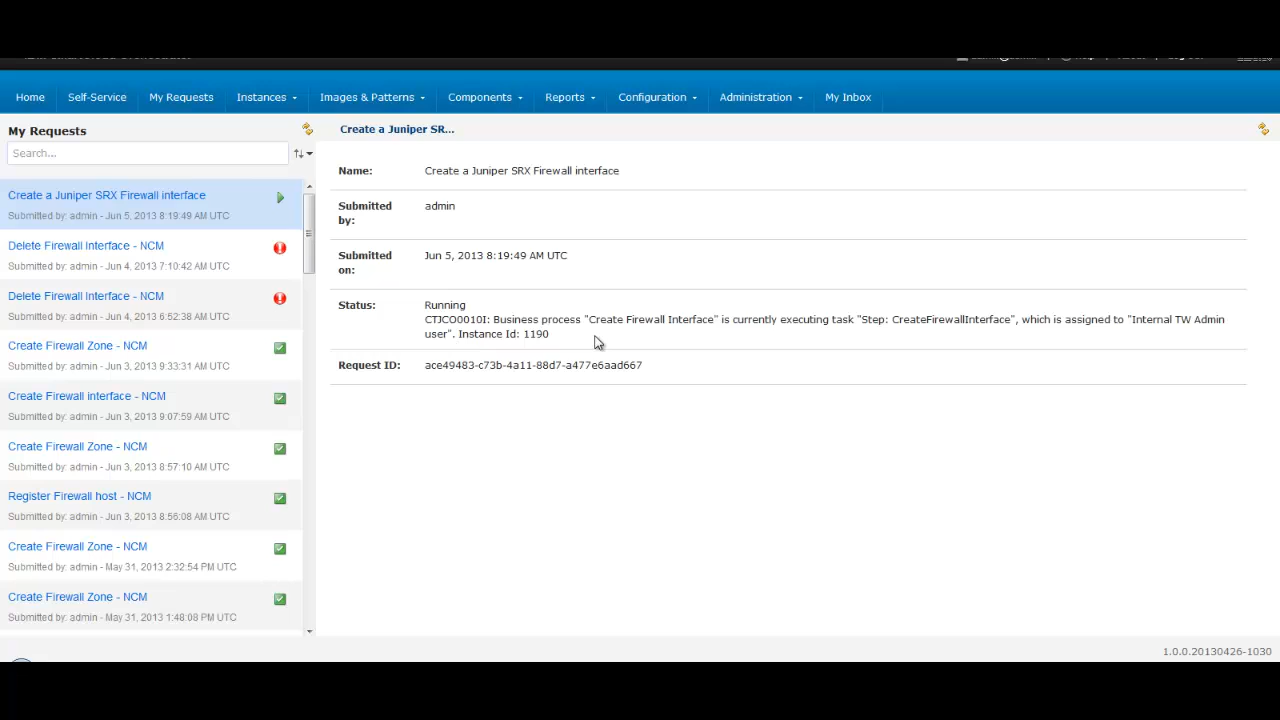 Home Self-Service My Requests Instances Images & Patterns Components Reports Configuration Administration My Inbox
My Requests
Search...
Create a Juniper SRX Firewall interface
Submitted by: admin - Jun 5, 2013 8:19:49 AM UTC
Delete Firewall Interface - NCM
Submitted by: admin - Jun 4, 2013 7:10:42 AM UTC
Delete Firewall Interface - NCM
Submitted by: admin - Jun 4, 2013 6:52:38 AM UTC
Create Firewall Zone - NCM
Submitted by: admin - Jun 3, 2013 9:33:31 AM UTC
Create Firewall interface - NCM
Submitted by: admin - Jun 3, 2013 9:07:59 AM UTC
Create Firewall Zone - NCM
Submitted by: admin - Jun 3, 2013 8:57:10 AM UTC
Register Firewall host - NCM
Submitted by: admin - Jun 3, 2013 8:56:08 AM UTC
Create Firewall Zone - NCM
Submitted by: admin - May 31, 2013 2:32:54 PM UTC
Create Firewall Zone - NCM
Submitted by: admin - May 31, 2013 1:48:08 PM UTC
Create a Juniper SR...
Name: Create a Juniper SRX Firewall interface
Submitted by: admin
Submitted on: Jun 5, 2013 8:19:49 AM UTC
Status: Running
CTJCO0010I: Business process "Create Firewall Interface" is currently executing task "Step: CreateFirewallInterface", which is assigned to "Internal TW Admin
user". Instance Id: 1190
Request ID: ace49483-c73b-4a11-88d7-a477e6aad667
1.0.0.20130426-1030